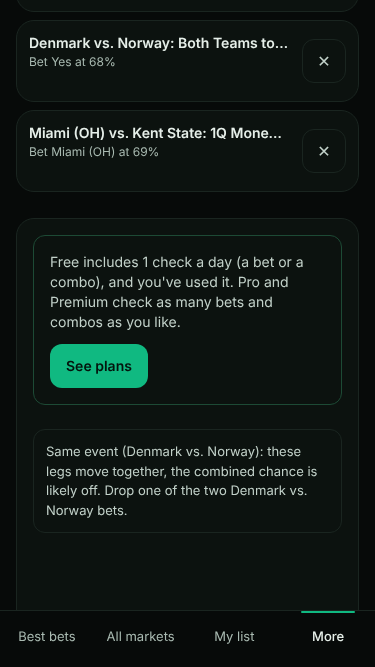 Denmark vs. Norway: Both Teams to...
Bet Yes at 68%
Miami (OH) vs. Kent State: 1Q Mone...
Bet Miami (OH) at 69%
Free includes 1 check a day (a bet or a
combo), and you've used it. Pro and
Premium check as many bets and
combos as you like.
See plans
Same event (Denmark vs. Norway): these
legs move together, the combined chance is
likely off. Drop one of the two Denmark vs.
Norway bets.
Best bets
All markets
My list
More